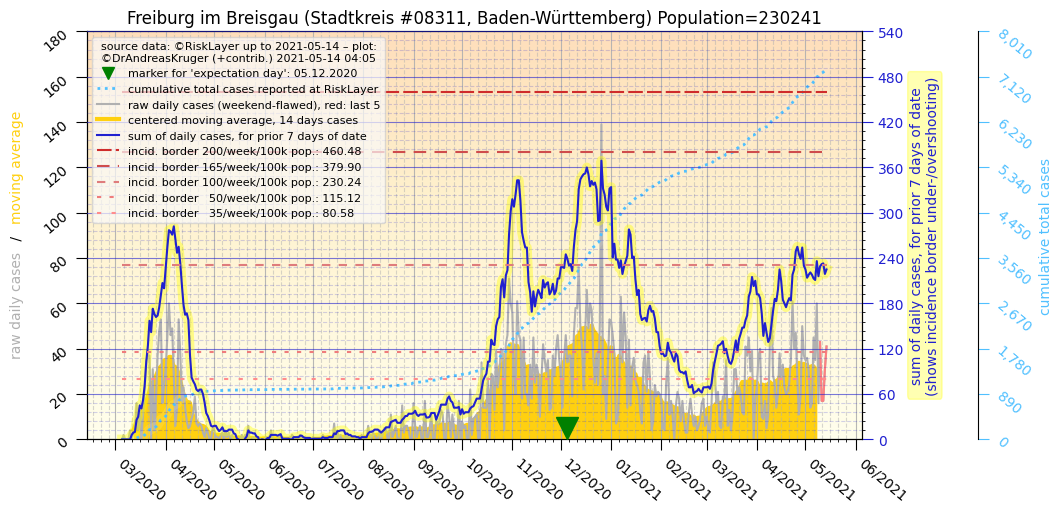 Freiburg im Breisgau (Stadtkreis #08311, Baden-Württemberg) Population=230241
source data: ©RiskLayer up to 2021-05-14 – plot:
©DrAndreasKruger (+contrib.) 2021-05-14 04:05
marker for 'expectation day': 05.12.2020
cumulative total cases reported at RiskLayer
raw daily cases (weekend-flawed), red: last 5
centered moving average, 14 days cases
sum of daily cases, for prior 7 days of date
incid. border 200/week/100k pop.: 460.48
incid. border 165/week/100k pop.: 379.90
incid. border 100/week/100k pop.: 230.24
incid. border 50/week/100k pop.: 115.12
incid. border 35/week/100k pop.: 80.58
raw daily cases / moving average
180
160
140
120
100
80
60
40
20
0
03/2020
04/2020
05/2020
06/2020
07/2020
08/2020
09/2020
10/2020
11/2020
12/2020
01/2021
02/2021
03/2021
04/2021
05/2021
06/2021
540
480
420
360
300
240
180
120
60
0
sum of daily cases, for prior 7 days of date
(shows incidence border under-/overshooting)
8,010
7,120
6,230
5,340
4,450
3,560
2,670
1,780
890
0
cumulative total cases